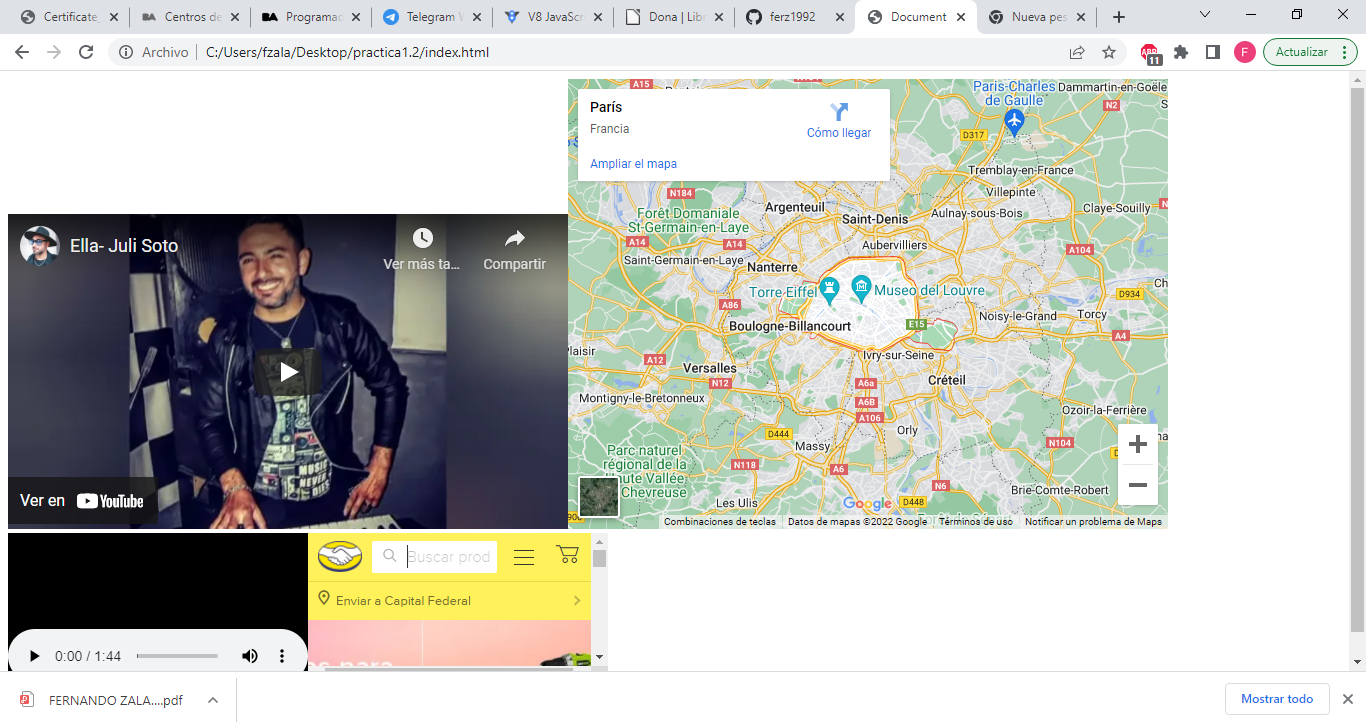 Certificate_
Centros de
Programac
Telegram W
V8 JavaScr
Dona | Libr
ferz1992
Document
Nueva pes
Archivo
C:/Users/fzala/Desktop/practica1.2/index.html
ABP
11
F
Actualizar
París
Francia
Cómo llegar
Ampliar el mapa
A15
Paris-Charles
de Gaulle
Dammartin-en-Goële
N2
D317
Tremblay-en-France
Villepinte
N184
Argenteuil
Forêt Domaniale
St-Germain-en-Laye
Saint-Denis
Aulnay-sous-Bois
Claye-Souilly
A14
A14
Aubervilliers
A104
Saint-Germain-en-Laye
Nanterre
Torre Eiffel
Museo del Louvre
D934
A86
Noisy-le-Grand
Torcy
Boulogne-Billancourt
E15
A4
Plaisir
A12
Ivry-sur-Seine
Versalles
N12
A6a
Créteil
Montigny-le-Bretonneux
A6B
A106
Ozoir-la-Ferrière
D444
Orly
N104
Massy
Parc naturel
régional de la
Haute Vallée
Chevreuse
N118
A6
N6
Brie-Comte-Robert
Les Ulis
Google
D448
Combinaciones de teclas
Datos de mapas ©2022 Google
Términos de uso
Notificar un problema de Maps
Ella- Juli Soto
Ver más ta...
Compartir
MUSIC
NEVER
DIES
Ver en YouTube
0:00 / 1:44
Buscar prod
Enviar a Capital Federal
FERNANDO ZALA....pdf
Mostrar todo